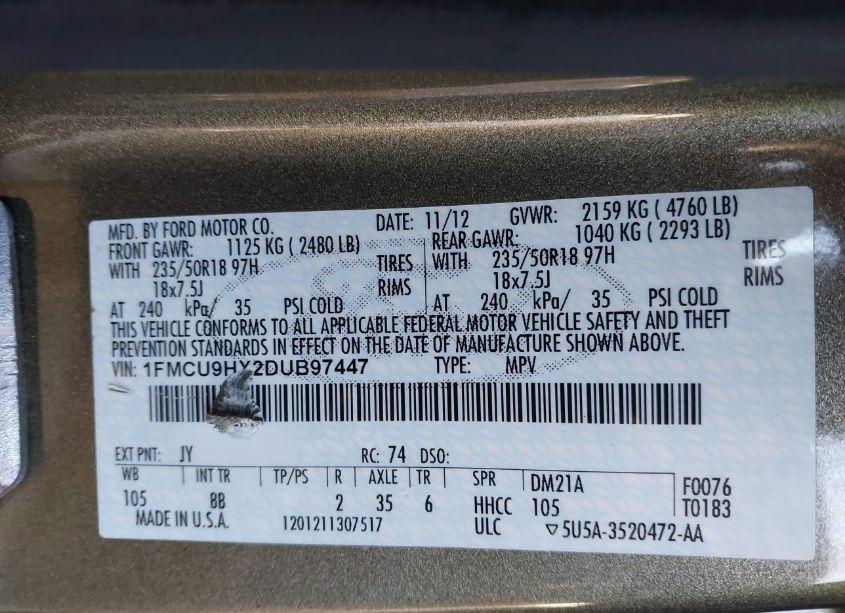 MFD. BY FORD MOTOR CO. DATE: 11/12 GVWR: 2159 KG ( 4760 LB)
FRONT GAWR: 1125 KG ( 2480 LB) REAR GAWR: 1040 KG ( 2293 LB)
WITH 235/50R18 97H TIRES WITH 235/50R18 97H TIRES
18x7.5J RIMS 18x7.5J RIMS
AT 240 kPa/ 35 PSI COLD AT 240 kPa/ 35 PSI COLD
THIS VEHICLE CONFORMS TO ALL APPLICABLE FEDERAL MOTOR VEHICLE SAFETY AND THEFT
PREVENTION STANDARDS IN EFFECT ON THE DATE OF MANUFACTURE SHOWN ABOVE.
VIN: 1FMCU9HX2DUB97447 TYPE: MPV
EXT PNT: JY RC: 74 DSO:
WB INT TR TP/PS R AXLE TR SPR DM21A F0076
105 8B 2 35 6 HHCC 105 T0183
MADE IN U.S.A. 1201211307517 ULC ▽5U5A-3520472-AA